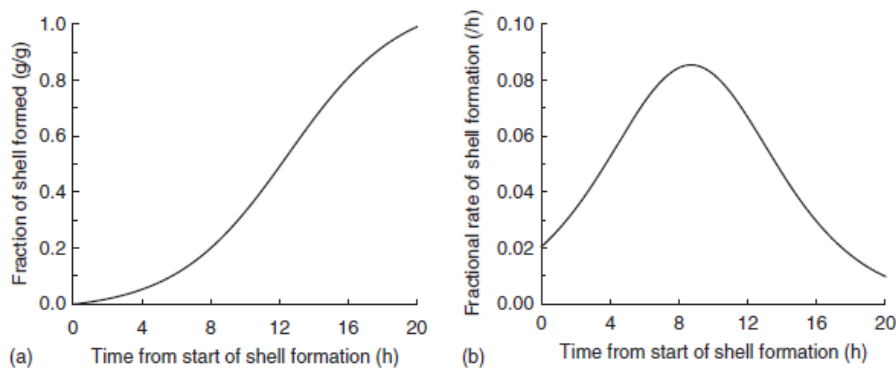 Fraction of shell formed (g/g)
1.0
0.8
0.6
0.4
0.2
0.0
0 4 8 12 16 20
(a) Time from start of shell formation (h)
Fractional rate of shell formation (/h)
0.10
0.08
0.06
0.04
0.02
0.00
0 4 8 12 16 20
(b) Time from start of shell formation (h)